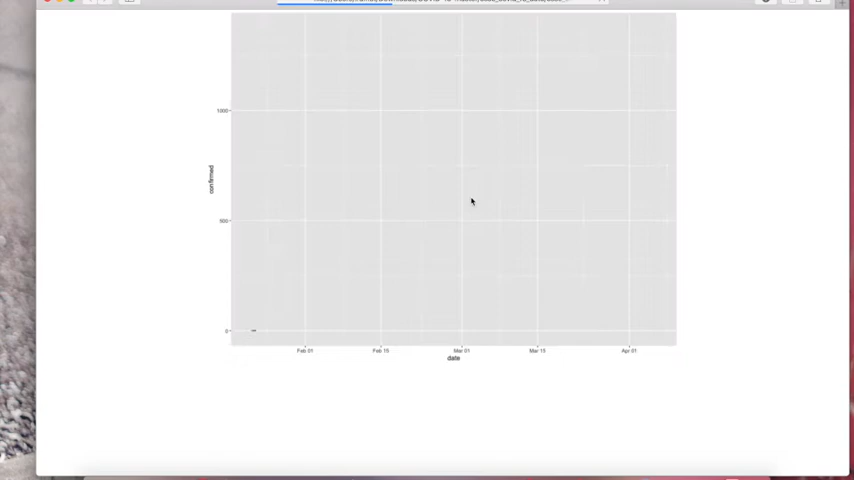 1000
confirmed
500
0
Feb 01
Feb 15
Mar 01
Mar 15
Apr 01
date